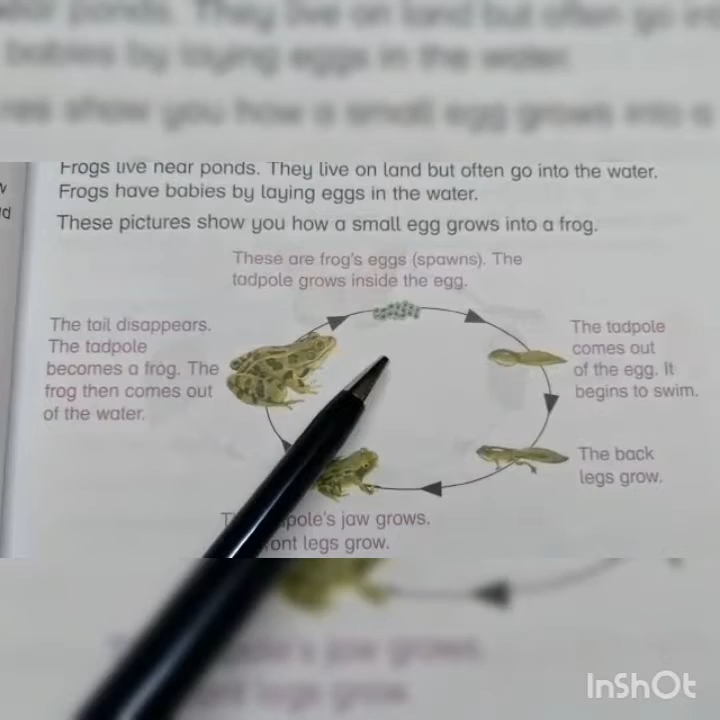 Frogs live near ponds. They live on land but often go into the water.
Frogs have babies by laying eggs in the water.
These pictures show you how a small egg grows into a frog.
These are frog's eggs (spawns). The
tadpole grows inside the egg.
The tadpole
comes out
of the egg. It
begins to swim.
The back
legs grow.
pole's jaw grows.
ont legs grow.
The tail disappears.
The tadpole
becomes a frog. The
frog then comes out
of the water.
InShOt